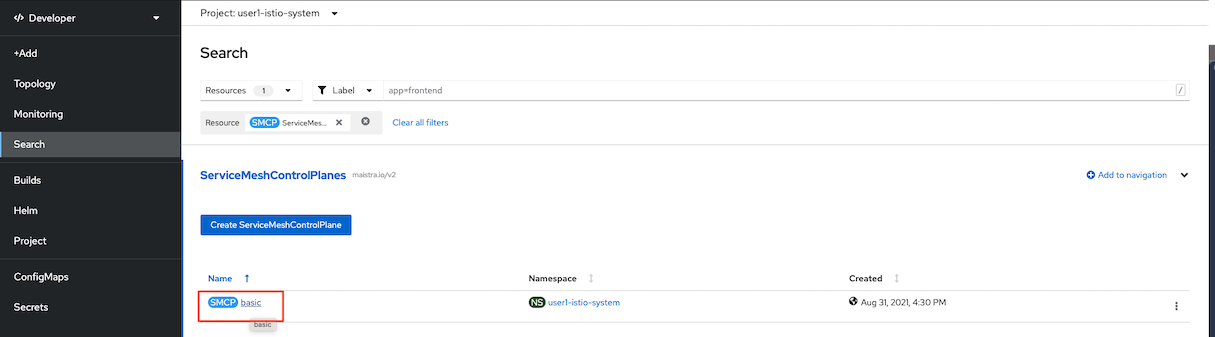 Developer
Project: user1-istio-system
+Add
Topology
Monitoring
Search
Builds
Helm
Project
ConfigMaps
Secrets
Search
Resources 1
Label
app=frontend
/
Resource
SMCP ServiceMes...
Clear all filters
ServiceMeshControlPlanes maistra.io/v2
Add to navigation
Create ServiceMeshControlPlane
Name Namespace Created
SMCP basic NS user1-istio-system Aug 31, 2021, 4:30 PM
basic